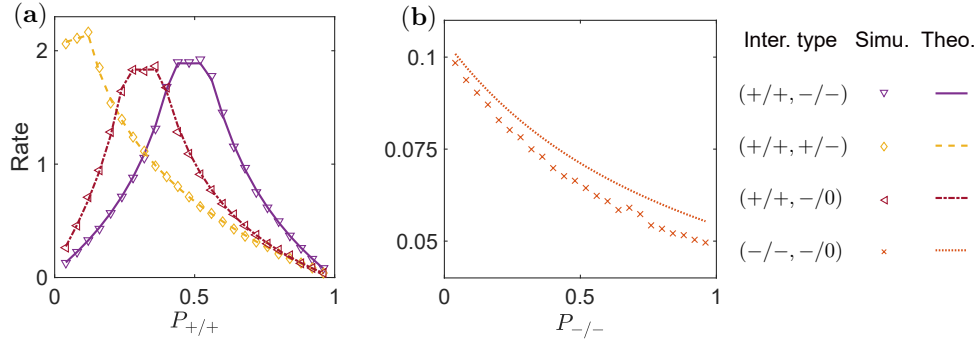 (a)
Rate
2
1
0
0
0.5
1
P+/+
(b)
0.1
0.075
0.05
0
0.5
1
P−/−
Inter. type Simu. Theo.
(+/+, −/−)
(+/+, +/−)
(+/+, −/0)
(−/−, −/0)